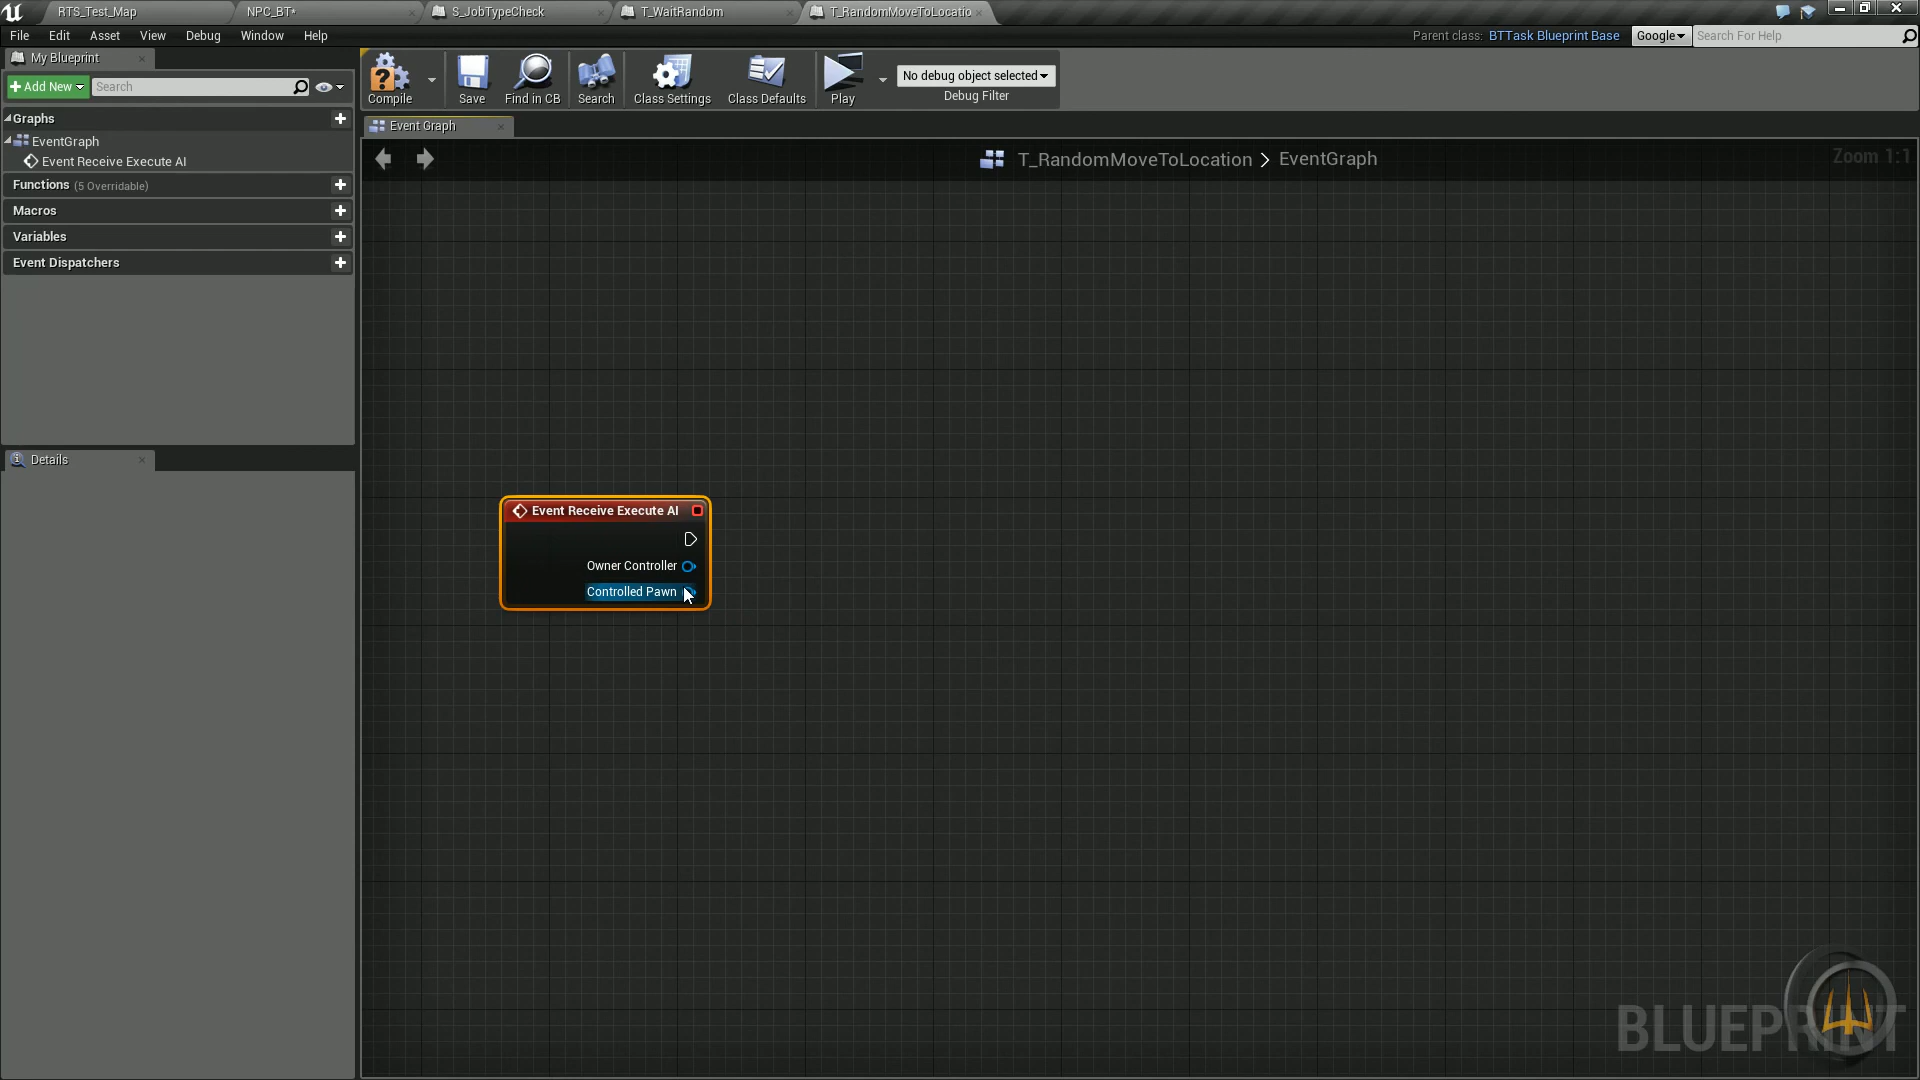 RTS_Test_Map
NPC_BT*
S_JobTypeCheck
T_WaitRandom
T_RandomMoveToLocatio
File
Edit
Asset
View
Debug
Window
Help
Parent class:
BTTask Blueprint Base
Google
Search For Help
My Blueprint
Add New
Search
Compile
Save
Find in CB
Search
Class Settings
Class Defaults
Play
No debug object selected
Debug Filter
Graphs
EventGraph
Event Receive Execute AI
Functions (5 Overridable)
Macros
Variables
Event Dispatchers
Event Graph
T_RandomMoveToLocation > EventGraph
Zoom 1:1
Details
Event Receive Execute AI
Owner Controller
Controlled Pawn
BLUEPRINT